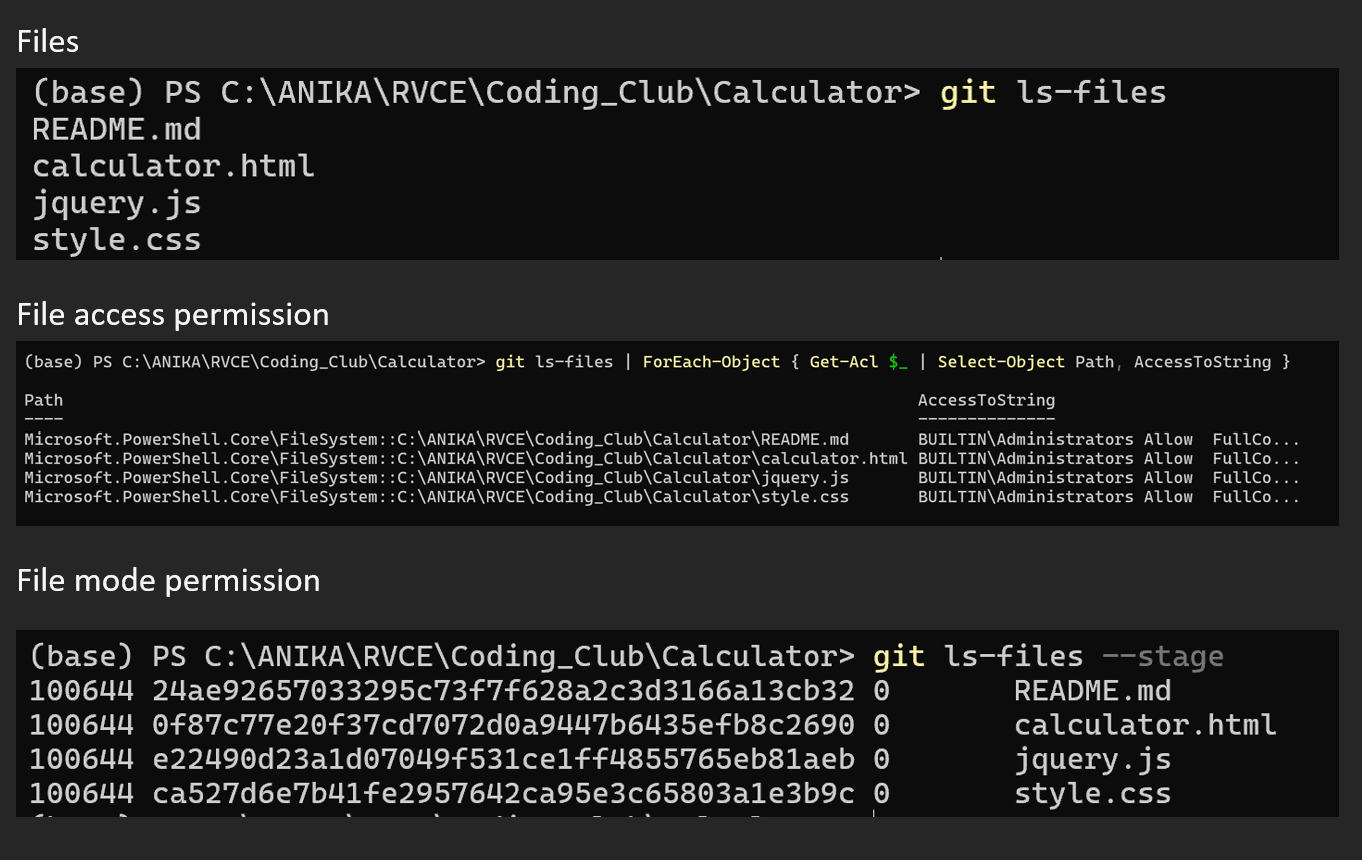 Files
(base) PS C:\ANIKA\RVCE\Coding_Club\Calculator> git ls-files
README.md
calculator.html
jquery.js
style.css
File access permission
(base) PS C:\ANIKA\RVCE\Coding_Club\Calculator> git ls-files | ForEach-Object { Get-Acl $_ | Select-Object Path, AccessToString }
Path AccessToString
---- --------------
Microsoft.PowerShell.Core\FileSystem::C:\ANIKA\RVCE\Coding_Club\Calculator\README.md BUILTIN\Administrators Allow  FullCo...
Microsoft.PowerShell.Core\FileSystem::C:\ANIKA\RVCE\Coding_Club\Calculator\calculator.html BUILTIN\Administrators Allow  FullCo...
Microsoft.PowerShell.Core\FileSystem::C:\ANIKA\RVCE\Coding_Club\Calculator\jquery.js BUILTIN\Administrators Allow  FullCo...
Microsoft.PowerShell.Core\FileSystem::C:\ANIKA\RVCE\Coding_Club\Calculator\style.css BUILTIN\Administrators Allow  FullCo...
File mode permission
(base) PS C:\ANIKA\RVCE\Coding_Club\Calculator> git ls-files --stage
100644 24ae92657033295c73f7f628a2c3d3166a13cb32 0 README.md
100644 0f87c77e20f37cd7072d0a9447b6435efb8c2690 0 calculator.html
100644 e22490d23a1d07049f531ce1ff4855765eb81aeb 0 jquery.js
100644 ca527d6e7b41fe2957642ca95e3c65803a1e3b9c 0 style.css